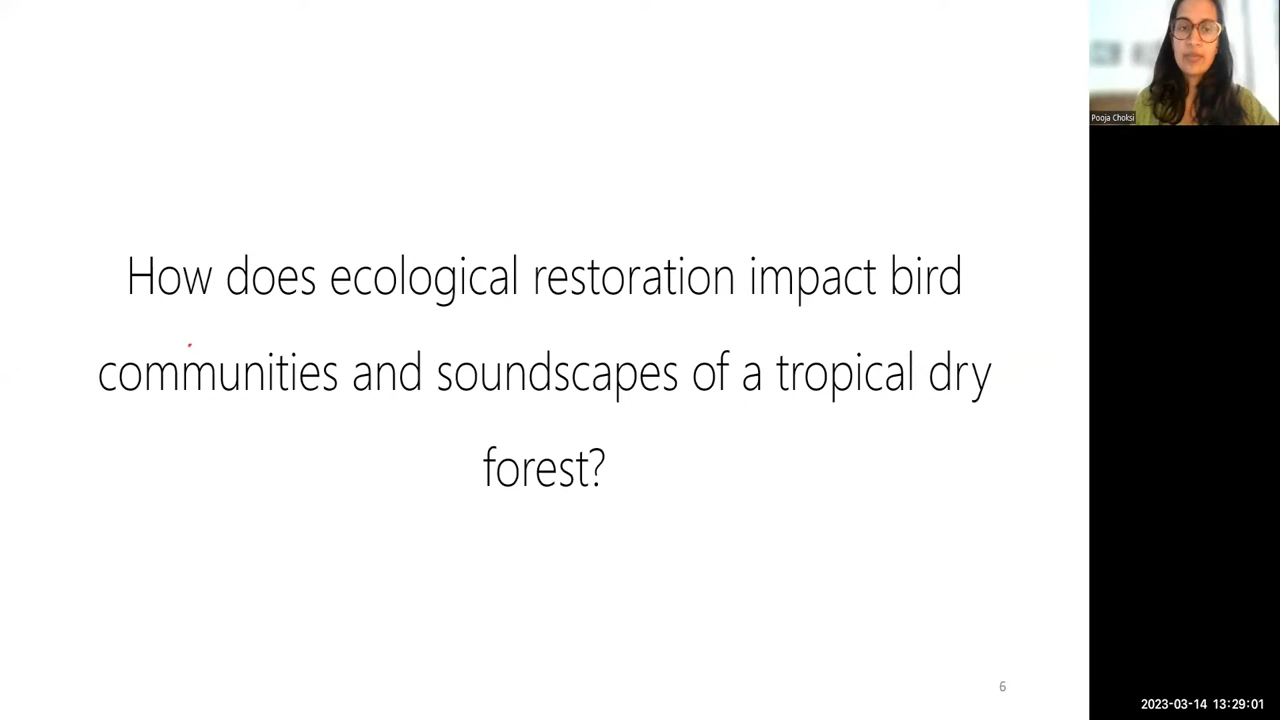 How does ecological restoration impact bird
communities and soundscapes of a tropical dry
forest?
6
Pooja Choksi
2023-03-14 13:29:01